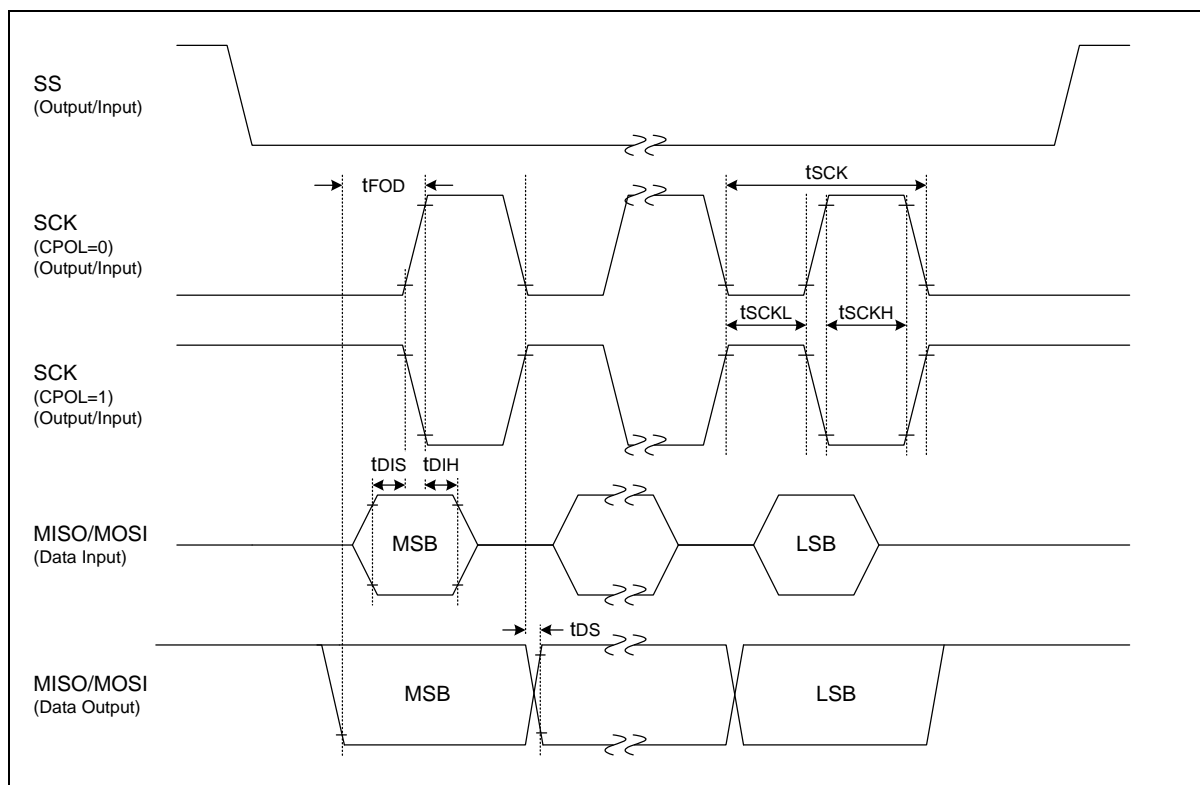 SS
(Output/Input)
tFOD
tSCK
SCK
(CPOL=0)
(Output/Input)
tSCKL
tSCKH
SCK
(CPOL=1)
(Output/Input)
tDIS
tDIH
MISO/MOSI
(Data Input)
MSB
LSB
tDS
MISO/MOSI
(Data Output)
MSB
LSB